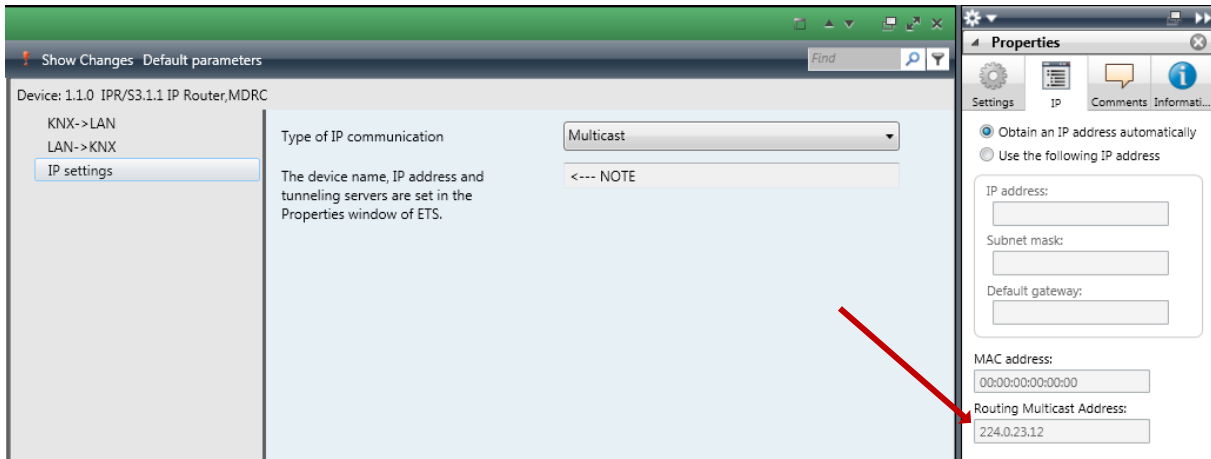 Show Changes Default parameters
Find
Device: 1.1.0 IPR/S3.1.1 IP Router,MDRC
KNX->LAN
LAN->KNX
IP settings
Type of IP communication
Multicast
The device name, IP address and
tunneling servers are set in the
Properties window of ETS.
<--- NOTE
Properties
Settings
IP
Comments
Informati...
Obtain an IP address automatically
Use the following IP address
IP address:
Subnet mask:
Default gateway:
MAC address:
00:00:00:00:00:00
Routing Multicast Address:
224.0.23.12